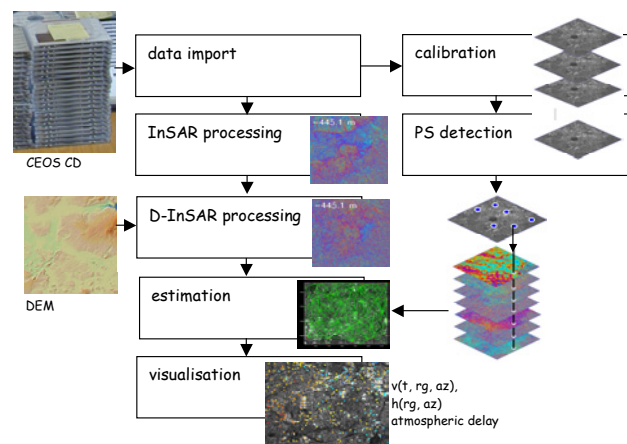 data import
calibration
CEOS CD
InSAR processing
-445.1 m
PS detection
D-InSAR processing
-445.1 m
DEM
estimation
visualisation
v(t, rg, az),
h(rg, az)
atmospheric delay